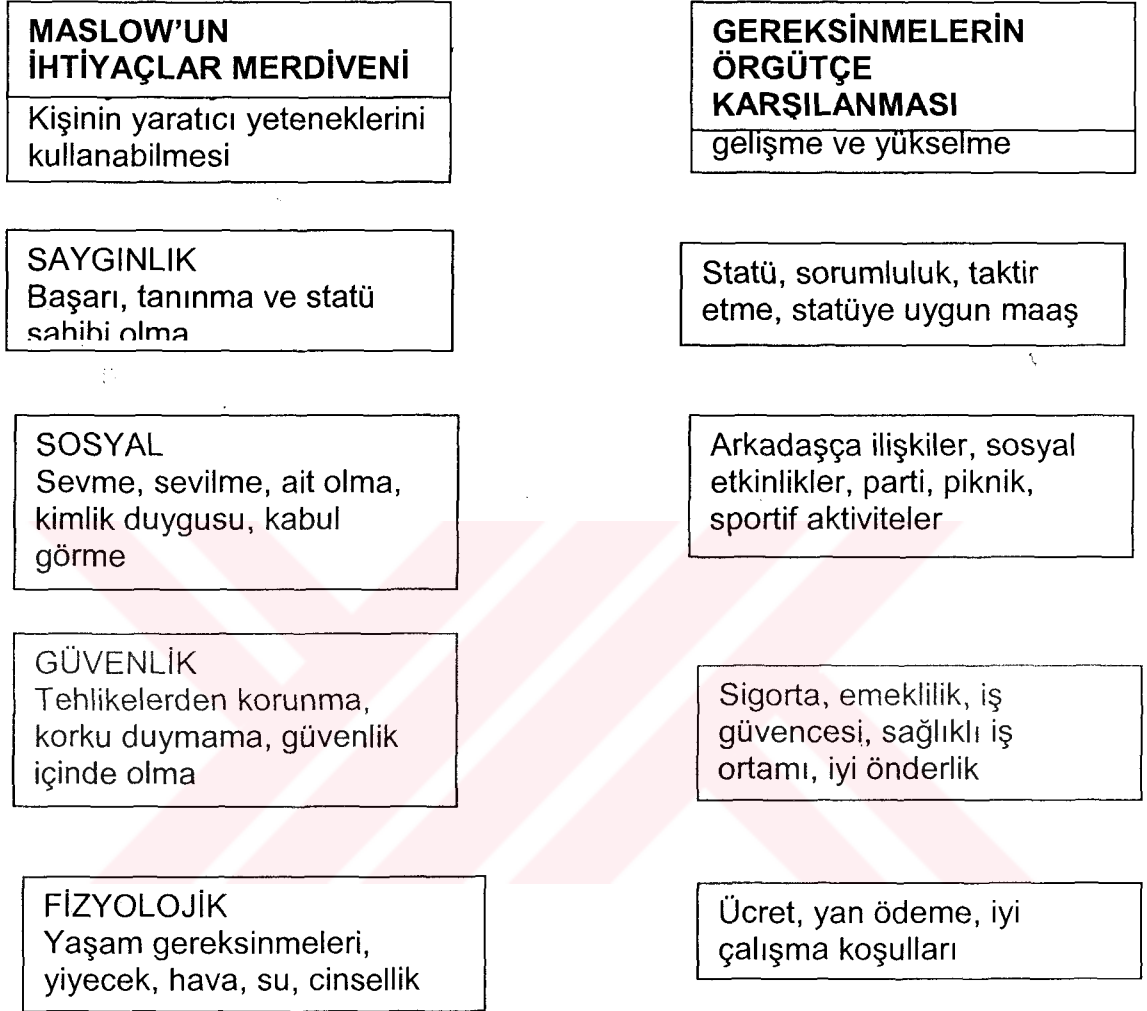 MASLOW'UN
İHTİYAÇLAR MERDİVENİ
Kişinin yaratıcı yeteneklerini
kullanabilmesi
GEREKSİNMELERİN
ÖRGÜTÇE
KARŞILANMASI
gelişme ve yükselme
SAYGINLIK
Başarı, tanınma ve statü
sahibi olma
Statü, sorumluluk, taktir
etme, statüye uygun maaş
SOSYAL
Sevme, sevilme, ait olma,
kimlik duygusu, kabul
görme
Arkadaşça ilişkiler, sosyal
etkinlikler, parti, piknik,
sportif aktiviteler
GÜVENLİK
Tehlikelerden korunma,
korku duymama, güvenlik
içinde olma
Sigorta, emeklilik, iş
güvencesi, sağlıklı iş
ortamı, iyi önderlik
FİZYOLOJİK
Yaşam gereksinmeleri,
yiyecek, hava, su, cinsellik
Ücret, yan ödeme, iyi
çalışma koşulları